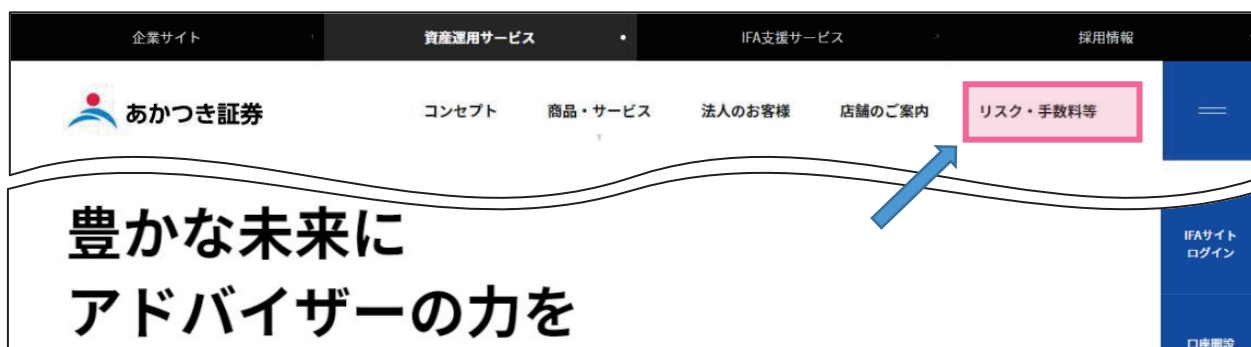 企業サイト 資産運用サービス IFA支援サービス 採用情報
あかつき証券 コンセプト 商品・サービス 法人のお客様 店舗のご案内 リスク・手数料等
豊かな未来に
アドバイザーの力を
IFAサイト
ログイン
口座開設